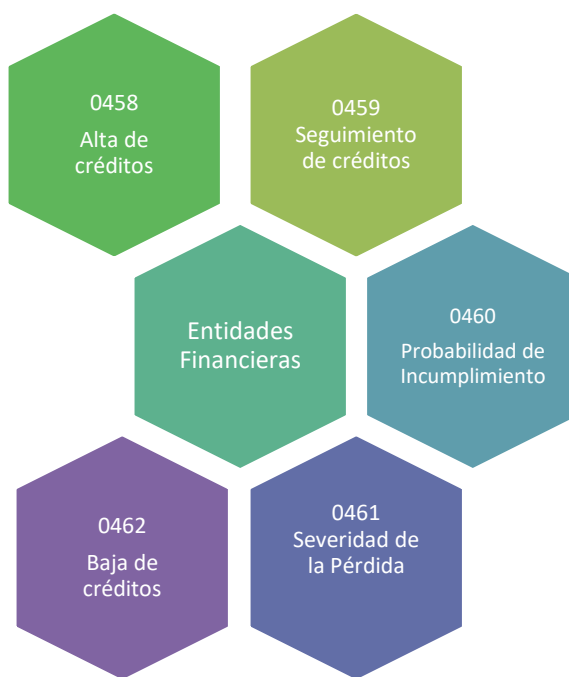 0458
Alta de
créditos
0459
Seguimiento
de créditos
Entidades
Financieras
0460
Probabilidad de
Incumplimiento
0462
Baja de
créditos
0461
Severidad de
la Pérdida